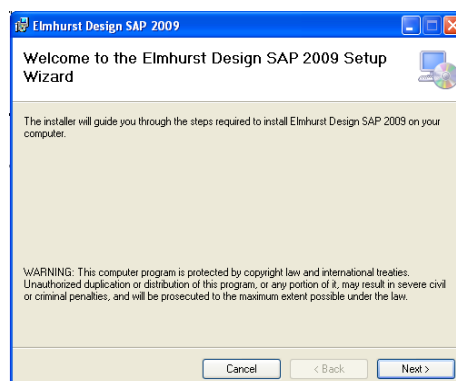 Elmhurst Design SAP 2009
Welcome to the Elmhurst Design SAP 2009 Setup
Wizard
The installer will guide you through the steps required to install Elmhurst Design SAP 2009 on your
computer.
WARNING: This computer program is protected by copyright law and international treaties.
Unauthorized duplication or distribution of this program, or any portion of it, may result in severe civil
or criminal penalties, and will be prosecuted to the maximum extent possible under the law.
Cancel
< Back
Next >